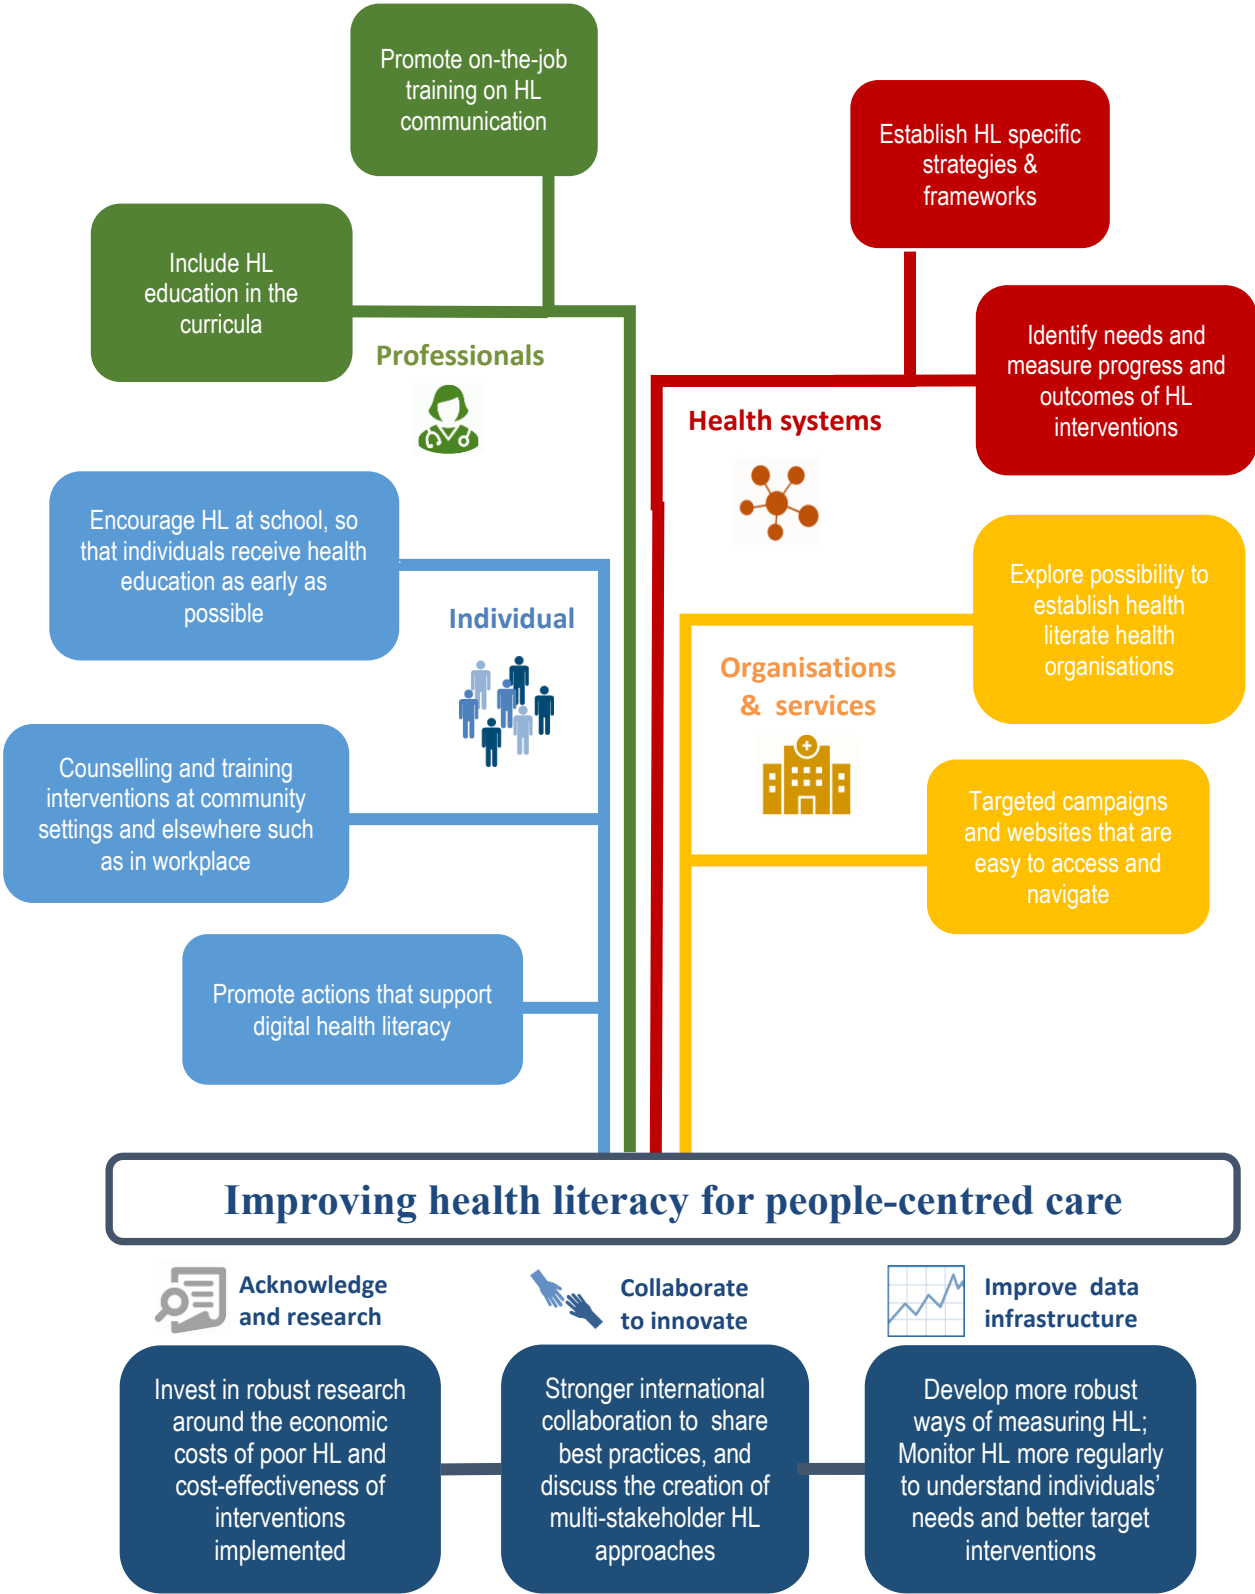 Promote on-the-job
training on HL
communication
Establish HL specific
strategies &
frameworks
Include HL
education in the
curricula
Identify needs and
measure progress and
outcomes of HL
interventions
Professionals
Health systems
Encourage HL at school, so
that individuals receive health
education as early as
possible
Individual
Explore possibility to
establish health
literate health
organisations
Organisations
& services
Counselling and training
interventions at community
settings and elsewhere such
as in workplace
Targeted campaigns
and websites that are
easy to access and
navigate
Promote actions that support
digital health literacy
Improving health literacy for people-centred care
Acknowledge
and research
Collaborate
to innovate
Improve data
infrastructure
Invest in robust research
around the economic
costs of poor HL and
cost-effectiveness of
interventions
implemented
Stronger international
collaboration to share
best practices, and
discuss the creation of
multi-stakeholder HL
approaches
Develop more robust
ways of measuring HL;
Monitor HL more regularly
to understand individuals’
needs and better target
interventions